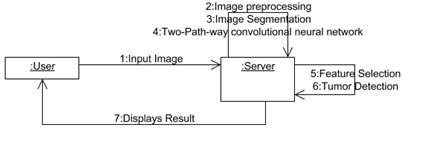 2:Image preprocessing
3:Image Segmentation
4:Two-Path-way convolutional neural network
1:Input Image
:User
:Server
5:Feature Selection
6:Tumor Detection
7:Displays Result